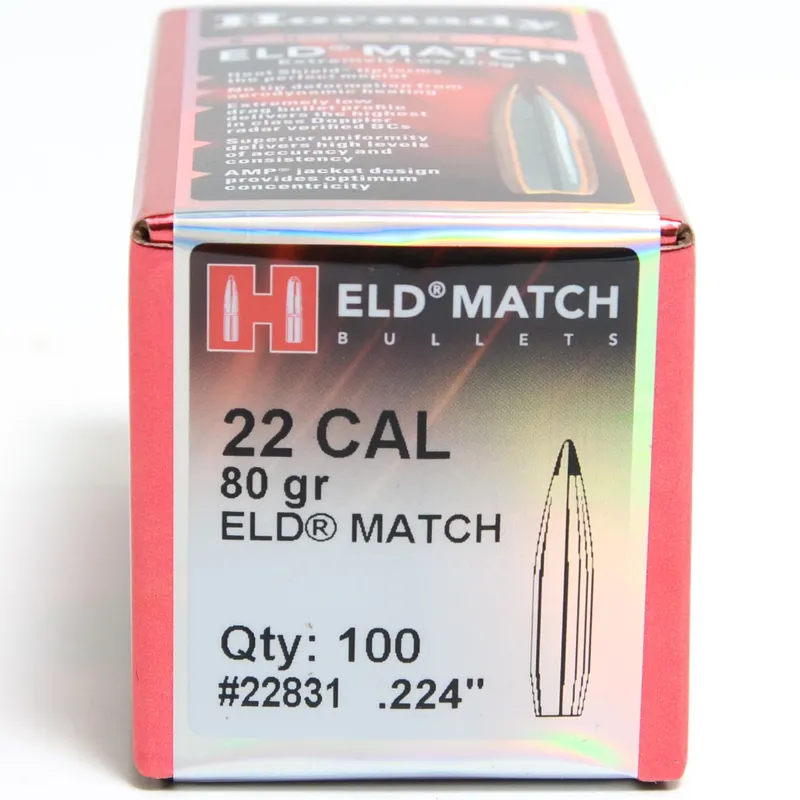 Hornady
BULLETS
ELD® MATCH
Extremely Low Drag
Heat Shield® tip forms
the perfect meplat
No tip deformation from
aerodynamic heating
Extremely low
drag bullet profile
delivers the highest
in class Doppler
radar verified BCs
Superior uniformity
delivers high levels
of accuracy and
consistency
AMP® jacket design
provides optimum
concentricity
H ELD® MATCH
BULLETS
22 CAL
80 gr
ELD® MATCH
Qty: 100
#22831 .224"